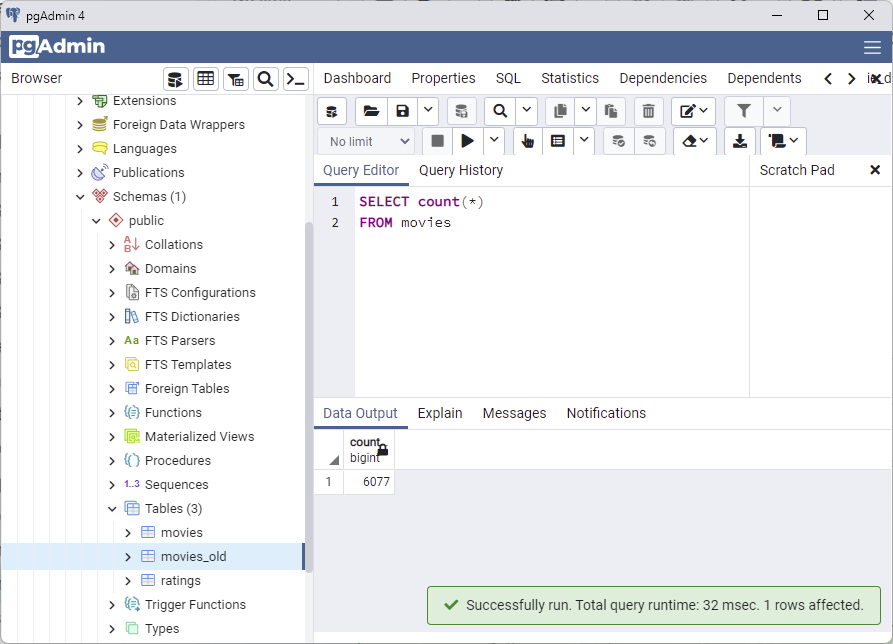 pgAdmin 4
pgAdmin
Browser
Dashboard Properties SQL Statistics Dependencies Dependents
Extensions
Foreign Data Wrappers
Languages
Publications
Schemas (1)
public
Collations
Domains
FTS Configurations
FTS Dictionaries
Aa FTS Parsers
FTS Templates
Foreign Tables
Functions
Materialized Views
Procedures
1..3 Sequences
Tables (3)
movies
movies_old
ratings
Trigger Functions
Types
No limit
Query Editor Query History
Scratch Pad
1 SELECT count(*)
2 FROM movies
Data Output Explain Messages Notifications
count
bigint
1 6077
Successfully run. Total query runtime: 32 msec. 1 rows affected.